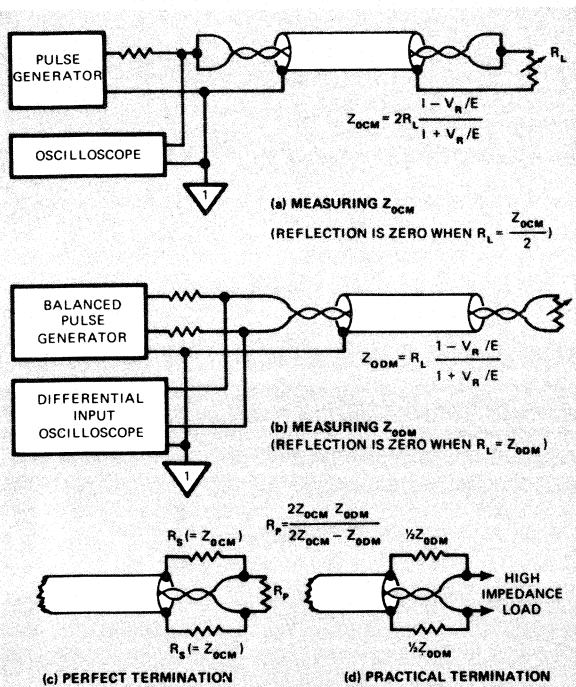 PULSE
GENERATOR
R_L
Z_0CM = 2R_L (1 − V_R/E)/(1 + V_R/E)
OSCILLOSCOPE
1
(a) MEASURING Z_0CM
(REFLECTION IS ZERO WHEN R_L = Z_0CM/2)
BALANCED
PULSE
GENERATOR
Z_0DM = R_L (1 − V_R/E)/(1 + V_R/E)
DIFFERENTIAL
INPUT
OSCILLOSCOPE
(b) MEASURING Z_0DM
(REFLECTION IS ZERO WHEN R_L = Z_0DM)
1
R_P = 2Z_0CM Z_0DM/(2Z_0CM − Z_0DM)
R_S (= Z_0CM)
R_P
R_S (= Z_0CM)
½Z_0DM
HIGH
IMPEDANCE
LOAD
½Z_0DM
(c) PERFECT TERMINATION
(d) PRACTICAL TERMINATION